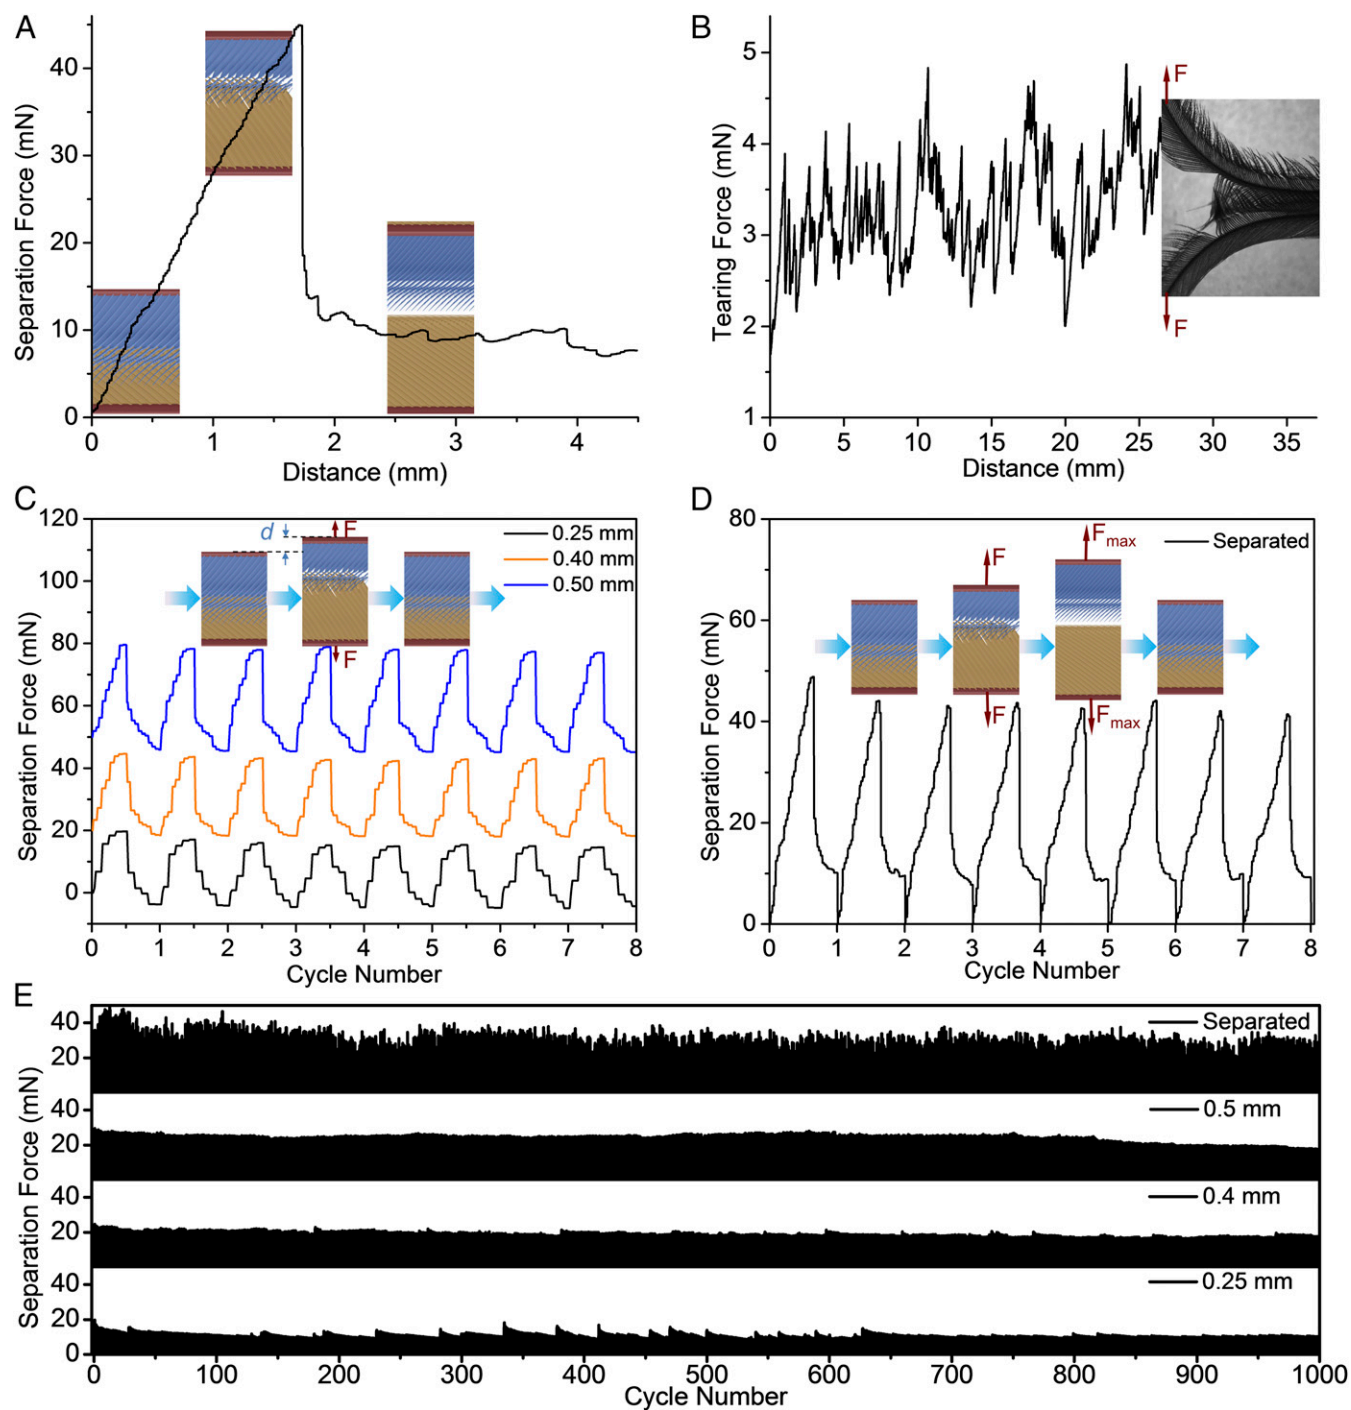 A
Separation Force (mN)
40
30
20
10
0
0 1 2 3 4
Distance (mm)
B
Tearing Force (mN)
5
4
3
2
1
F
F
0 5 10 15 20 25 30 35
Distance (mm)
C
Separation Force (mN)
120
100
80
60
40
20
0
d
F
F
0.25 mm
0.40 mm
0.50 mm
0 1 2 3 4 5 6 7 8
Cycle Number
D
Separation Force (mN)
80
60
40
20
0
F
F
Fmax
Fmax
Separated
0 1 2 3 4 5 6 7 8
Cycle Number
E
Separation Force (mN)
40
20
Separated
40
20
0.5 mm
40
20
0.4 mm
40
20
0
0.25 mm
0 100 200 300 400 500 600 700 800 900 1000
Cycle Number